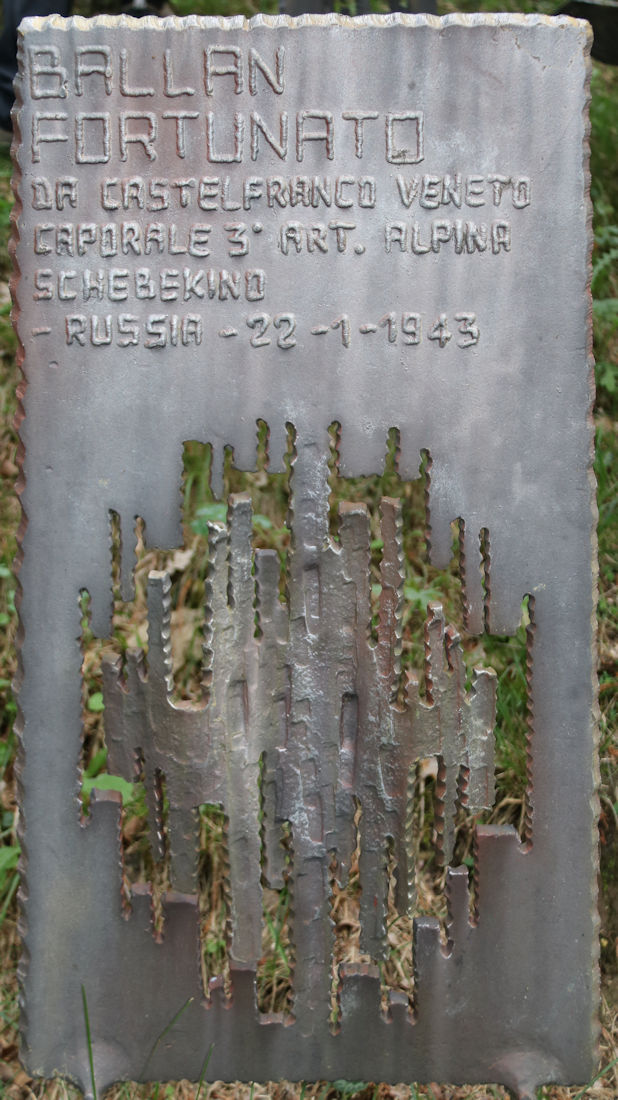 BALLAN
FORTUNATO
DA CASTELFRANCO VENETO
CAPORALE 3° ART. ALPINA
SCHEBEKINO
- RUSSIA - 22 - 1 - 1943